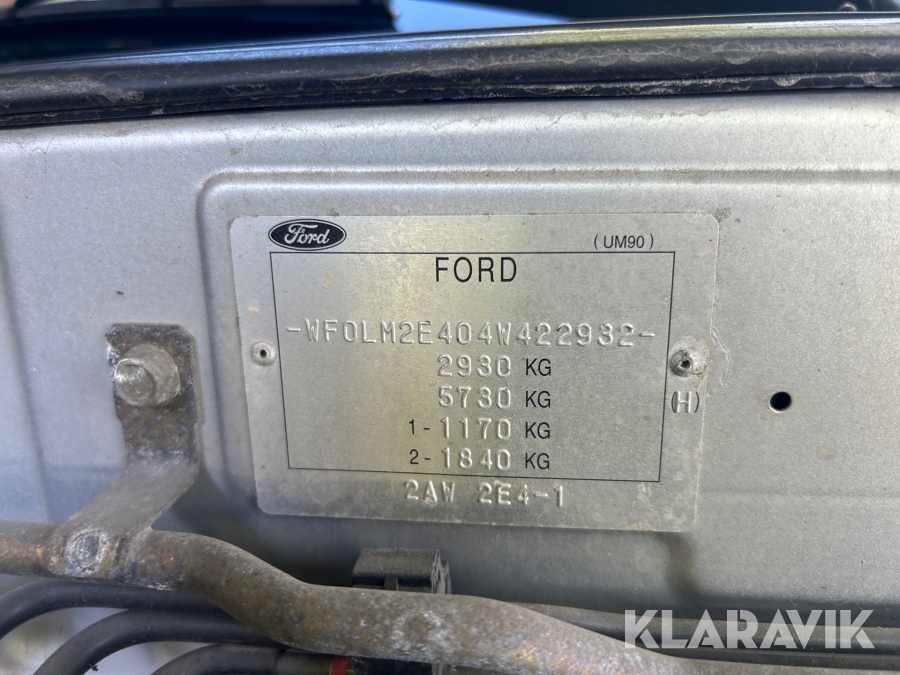 Ford
(UM90)
FORD
-WF0LM2E404W422932-
2930 KG
5730 KG
1-1170 KG
(H)
2-1840 KG
2AW 2E4-1
KLARAVIK